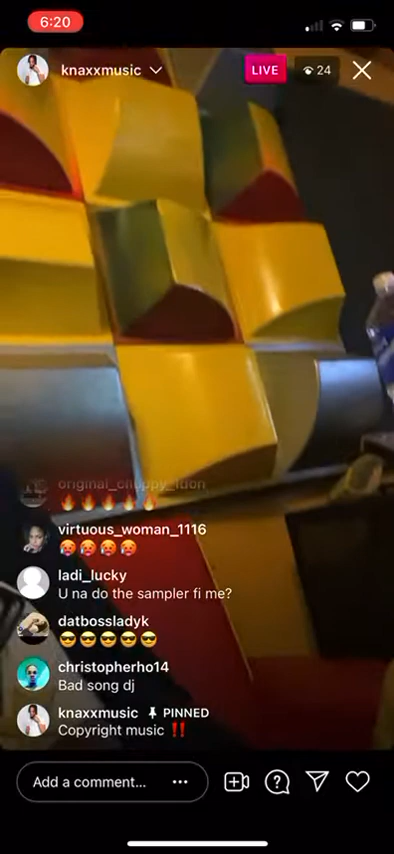 6:20
knaxxmusic
LIVE
24
virtuous_woman_1116
🥵🥵🥵🥵
ladi_lucky
U na do the sampler fi me?
datbossladyk
😎😎😎😎😎
christopherho14
Bad song dj
knaxxmusic PINNED
Copyright music ‼️
Add a comment...